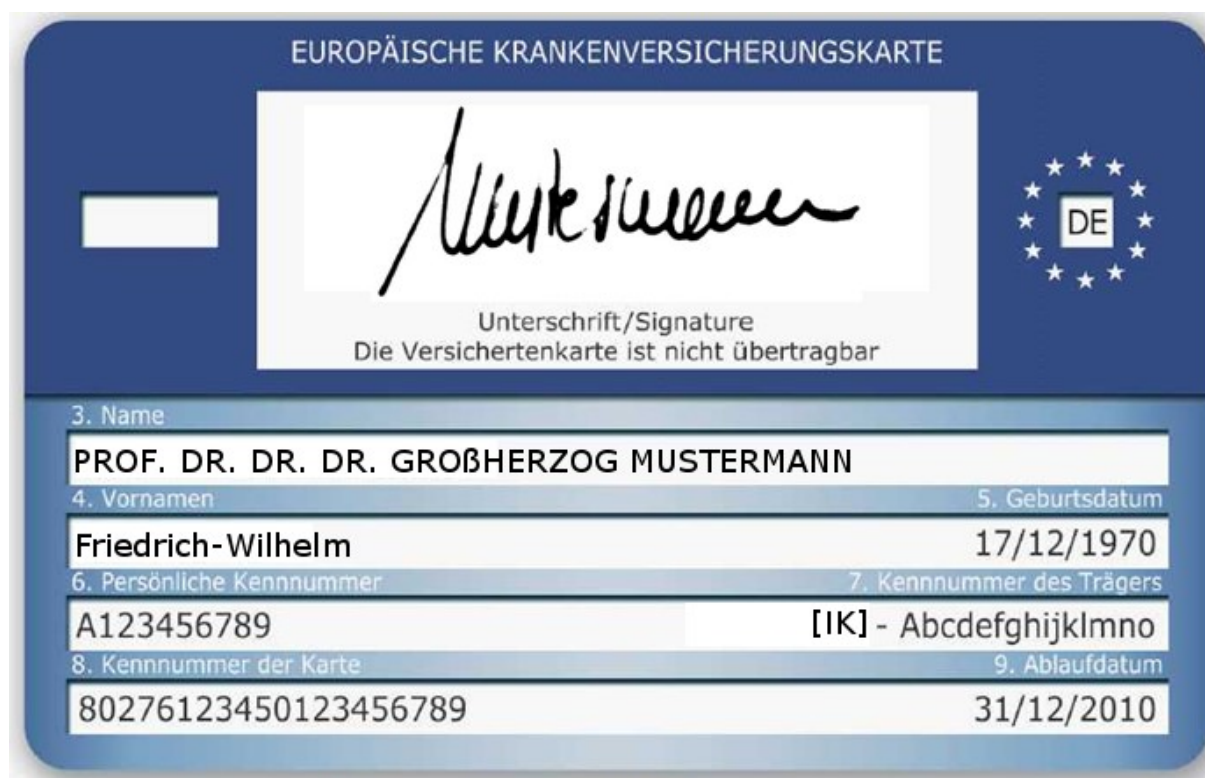 EUROPÄISCHE KRANKENVERSICHERUNGSKARTE
Mustermann
DE
Unterschrift/Signature
Die Versichertenkarte ist nicht übertragbar
3. Name
PROF. DR. DR. DR. GROßHERZOG MUSTERMANN
4. Vornamen 5. Geburtsdatum
Friedrich-Wilhelm 17/12/1970
6. Persönliche Kennnummer 7. Kennnummer des Trägers
A123456789 [IK] - Abcdefghijklmno
8. Kennnummer der Karte 9. Ablaufdatum
80276123450123456789 31/12/2010